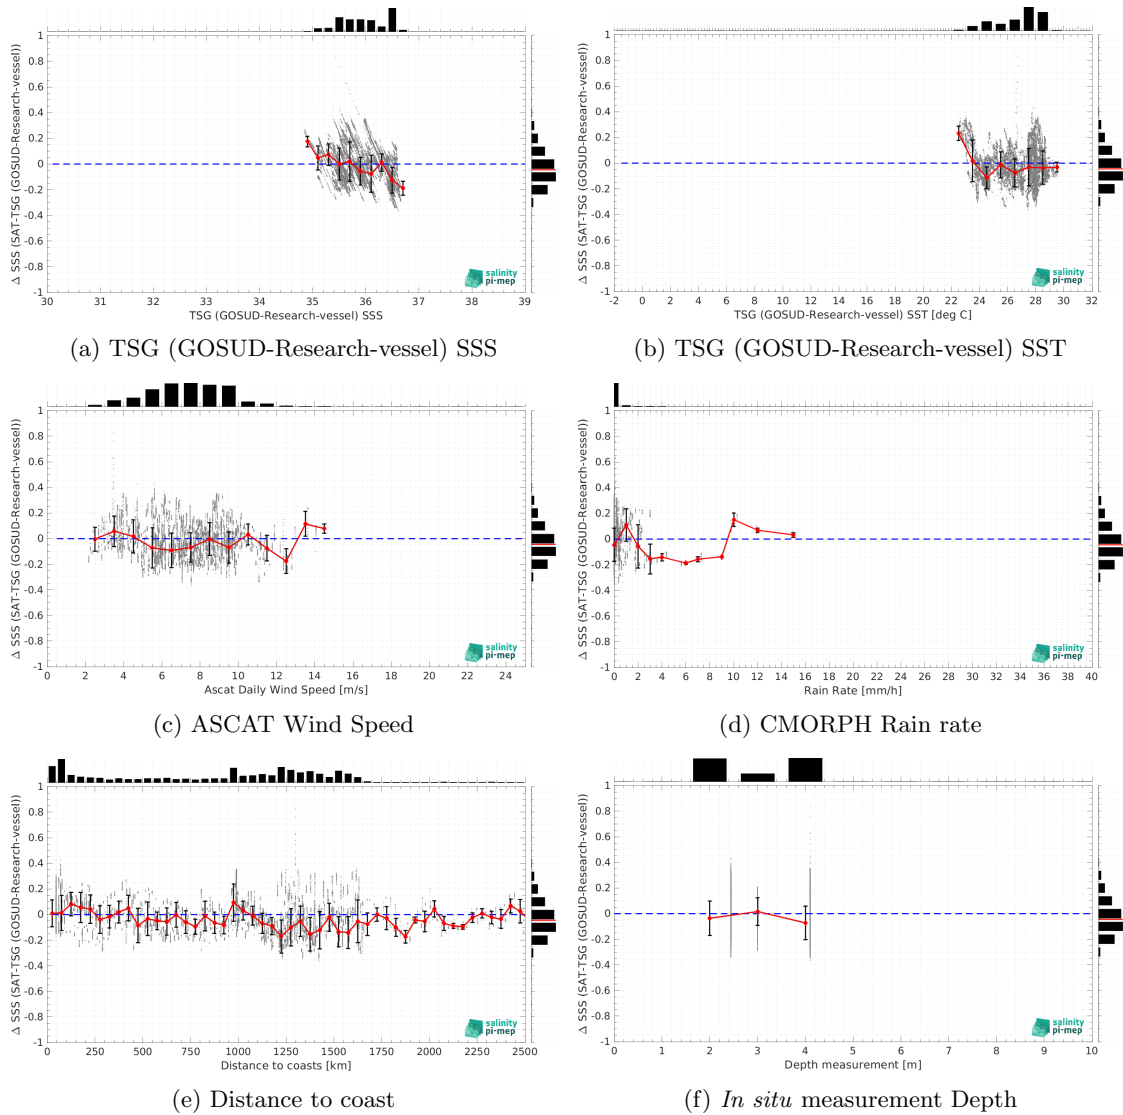 1
0.8
0.6
0.4
0.2
0
-0.2
-0.4
-0.6
-0.8
-1
Δ SSS (SAT-TSG (GOSUD-Research-vessel))
salinity
pi-mep
30 31 32 33 34 35 36 37 38 39
TSG (GOSUD-Research-vessel) SSS
(a) TSG (GOSUD-Research-vessel) SSS
1
0.8
0.6
0.4
0.2
0
-0.2
-0.4
-0.6
-0.8
-1
Δ SSS (SAT-TSG (GOSUD-Research-vessel))
salinity
pi-mep
-2 0 2 4 6 8 10 12 14 16 18 20 22 24 26 28 30 32
TSG (GOSUD-Research-vessel) SST [deg C]
(b) TSG (GOSUD-Research-vessel) SST
1
0.8
0.6
0.4
0.2
0
-0.2
-0.4
-0.6
-0.8
-1
Δ SSS (SAT-TSG (GOSUD-Research-vessel))
salinity
pi-mep
0 2 4 6 8 10 12 14 16 18 20 22 24
Ascat Daily Wind Speed [m/s]
(c) ASCAT Wind Speed
1
0.8
0.6
0.4
0.2
0
-0.2
-0.4
-0.6
-0.8
-1
Δ SSS (SAT-TSG (GOSUD-Research-vessel))
salinity
pi-mep
0 2 4 6 8 10 12 14 16 18 20 22 24 26 28 30 32 34 36 38 40
Rain Rate [mm/h]
(d) CMORPH Rain rate
1
0.8
0.6
0.4
0.2
0
-0.2
-0.4
-0.6
-0.8
-1
Δ SSS (SAT-TSG (GOSUD-Research-vessel))
salinity
pi-mep
0 250 500 750 1000 1250 1500 1750 2000 2250 2500
Distance to coasts [km]
(e) Distance to coast
1
0.8
0.6
0.4
0.2
0
-0.2
-0.4
-0.6
-0.8
-1
Δ SSS (SAT-TSG (GOSUD-Research-vessel))
salinity
pi-mep
0 1 2 3 4 5 6 7 8 9 10
Depth measurement [m]
(f) In situ measurement Depth